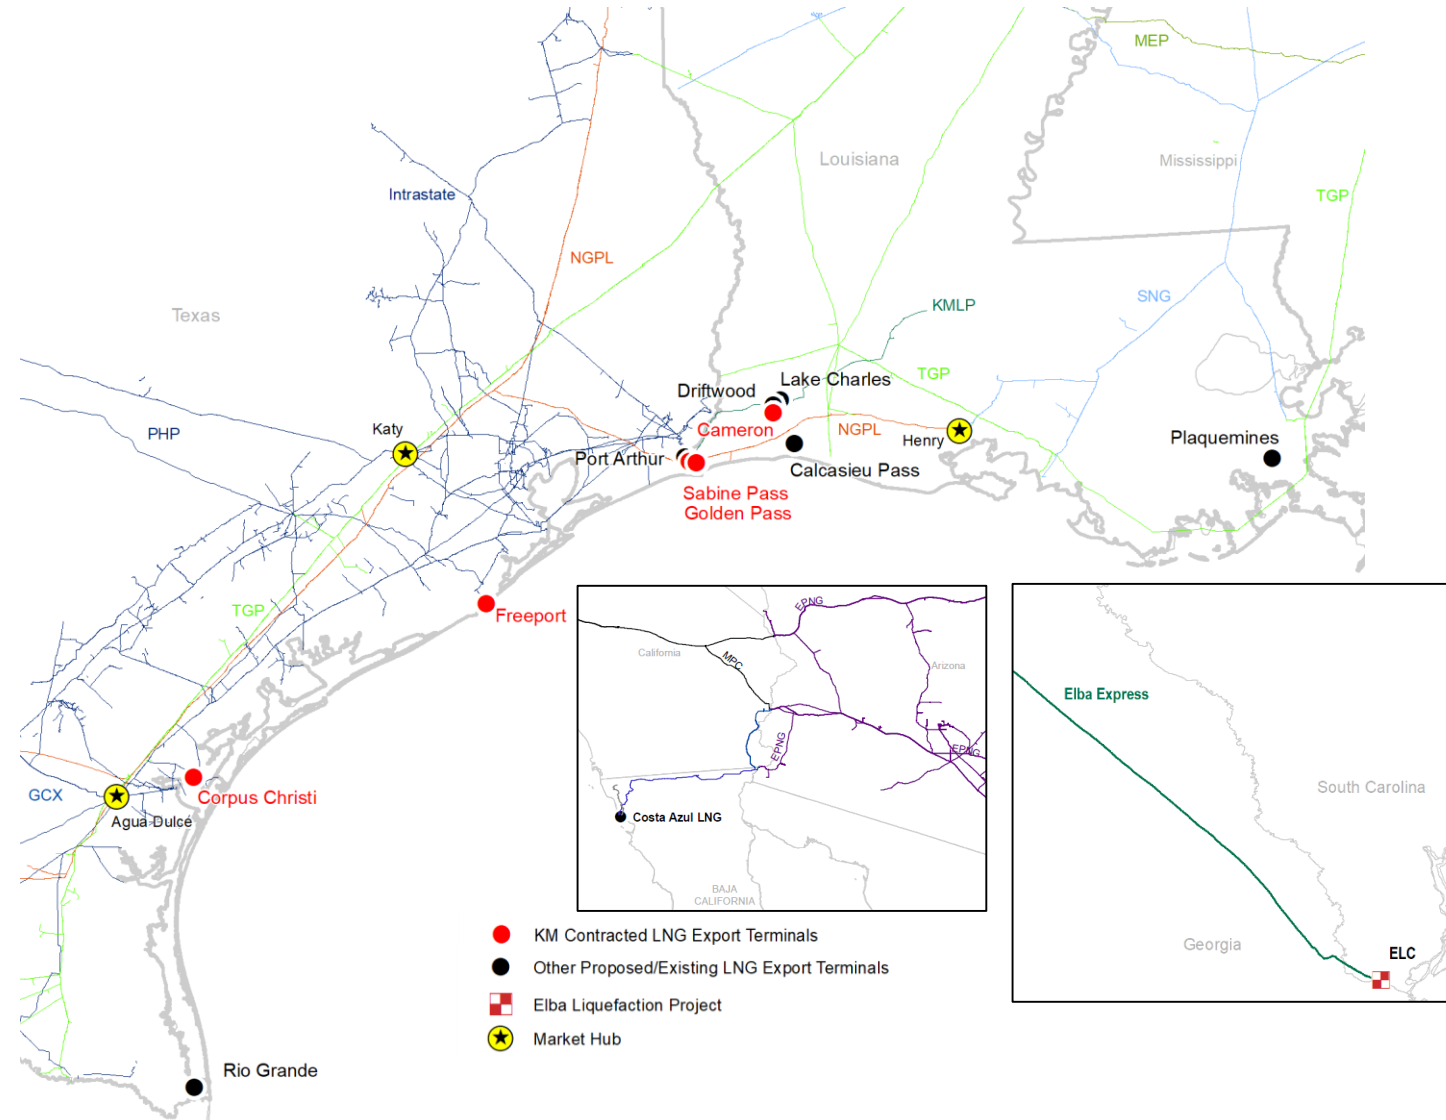 MEP
Louisiana
Mississippi
Intrastate
TGP
NGPL
SNG
KMLP
Texas
TGP
Lake Charles
Driftwood
Cameron
NGPL
Henry
PHP
Katy
Port Arthur
Calcasieu Pass
Plaquemines
Sabine Pass
Golden Pass
TGP
Freeport
GCX
Corpus Christi
Agua Dulcé
Rio Grande
EPNG
California
MPC
Arizona
EPNG
EPNG
Costa Azul LNG
BAJA
CALIFORNIA
Elba Express
South Carolina
Georgia
ELC
KM Contracted LNG Export Terminals
Other Proposed/Existing LNG Export Terminals
Elba Liquefaction Project
Market Hub